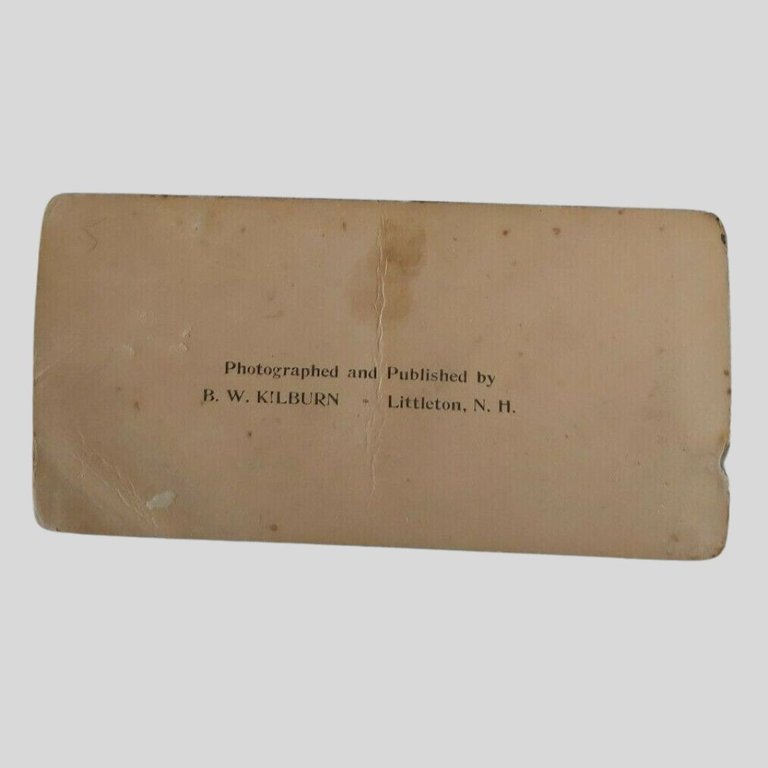 Photographed and Published by
B. W. KILBURN - Littleton, N. H.